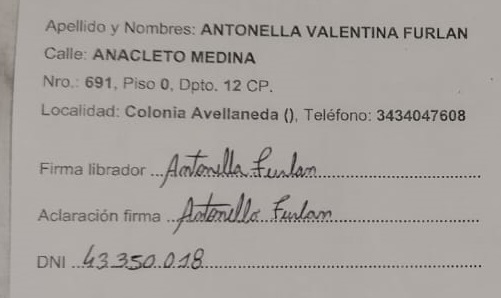 Apellido y Nombres: ANTONELLA VALENTINA FURLAN
Calle: ANACLETO MEDINA
Nro.: 691, Piso 0, Dpto. 12 CP.
Localidad: Colonia Avellaneda (), Teléfono: 3434047608
Firma librador ... Antonella Furlan
Aclaración firma ... Antonella Furlan
DNI ... 43.350.018